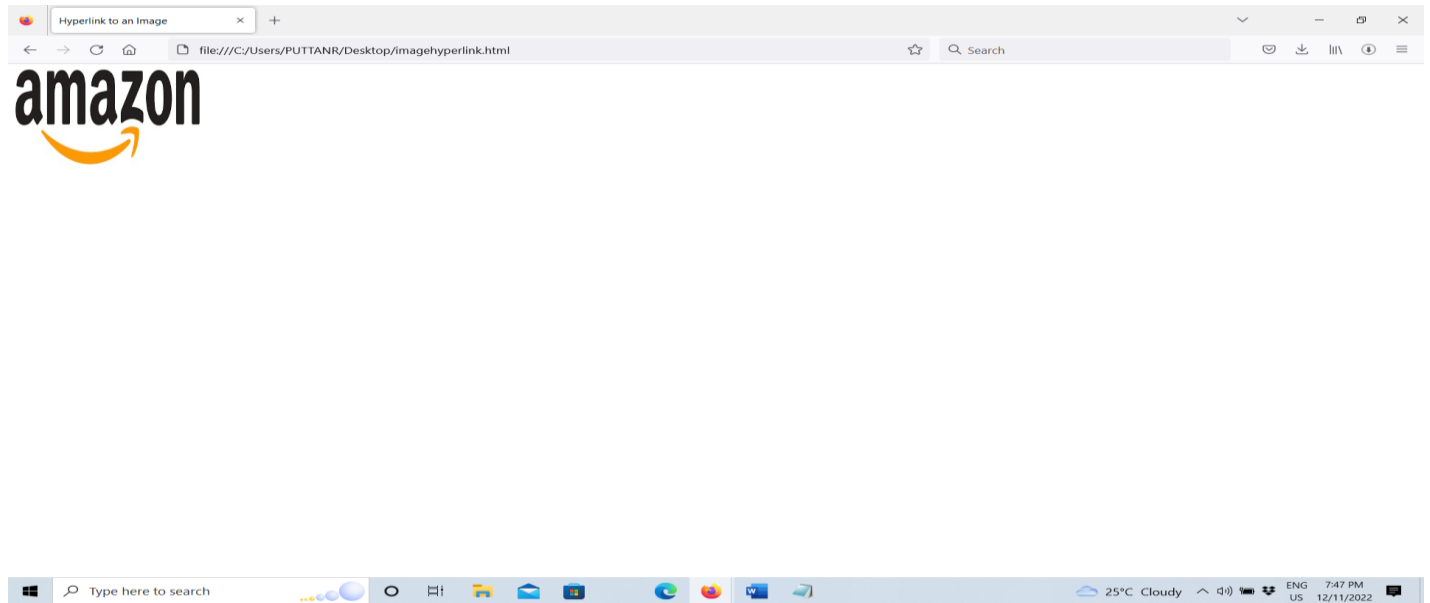 Hyperlink to an Image
file:///C:/Users/PUTTANR/Desktop/imagehyperlink.html
Search
amazon
Type here to search
25°C Cloudy
ENG
US
7:47 PM
12/11/2022